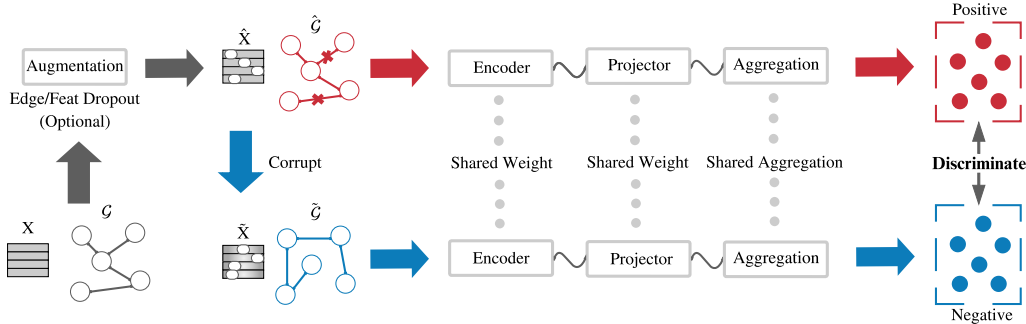 Positive
X̂
𝒢̂
Augmentation
Encoder
Projector
Aggregation
Edge/Feat Dropout
(Optional)
Corrupt
Shared Weight
Shared Weight
Shared Aggregation
Discriminate
X
𝒢
X̃
𝒢̃
Encoder
Projector
Aggregation
Negative